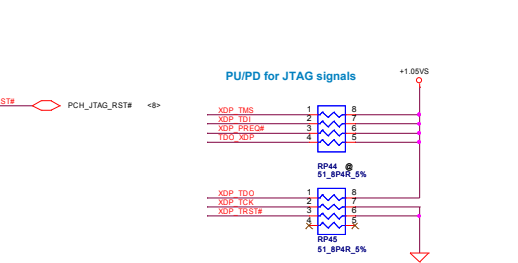 PU/PD for JTAG signals
+1.05VS
ST#
PCH_JTAG_RST# <8>
XDP_TMS 1 8
XDP_TDI 2 7
XDP_PREQ# 3 6
TDO_XDP 4 5
RP44 @
51_8P4R_5%
XDP_TDO 1 8
XDP_TCK 2 7
XDP_TRST# 3 6
4 5
RP45
51_8P4R_5%